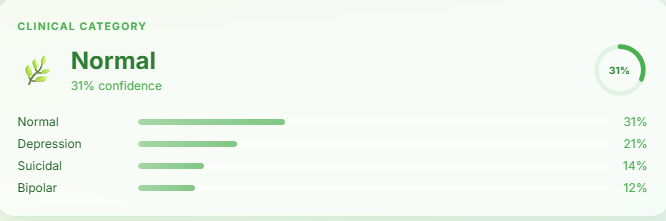 CLINICAL CATEGORY
Normal
31% confidence
31%
Normal 31%
Depression 21%
Suicidal 14%
Bipolar 12%